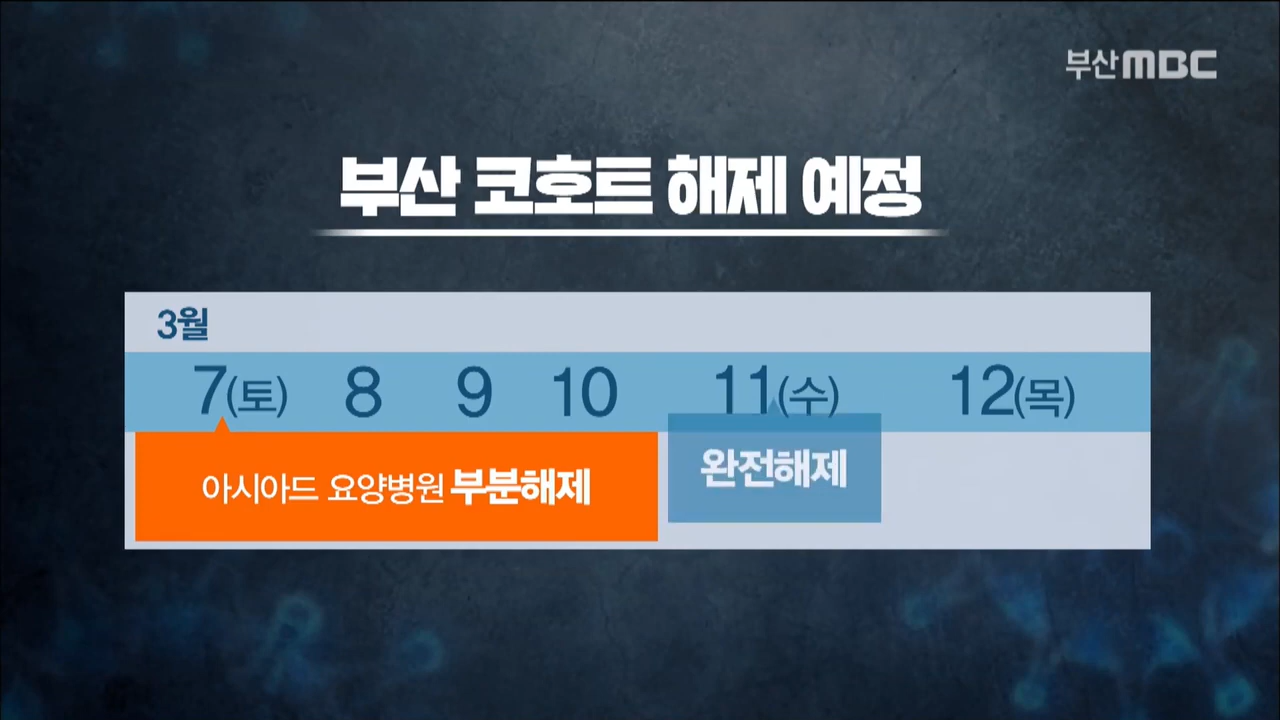 부산MBC
부산 코호트 해제 예정
3월
7(토) 8 9 10 11(수) 12(목)
아시아드 요양병원 부분해제
완전해제